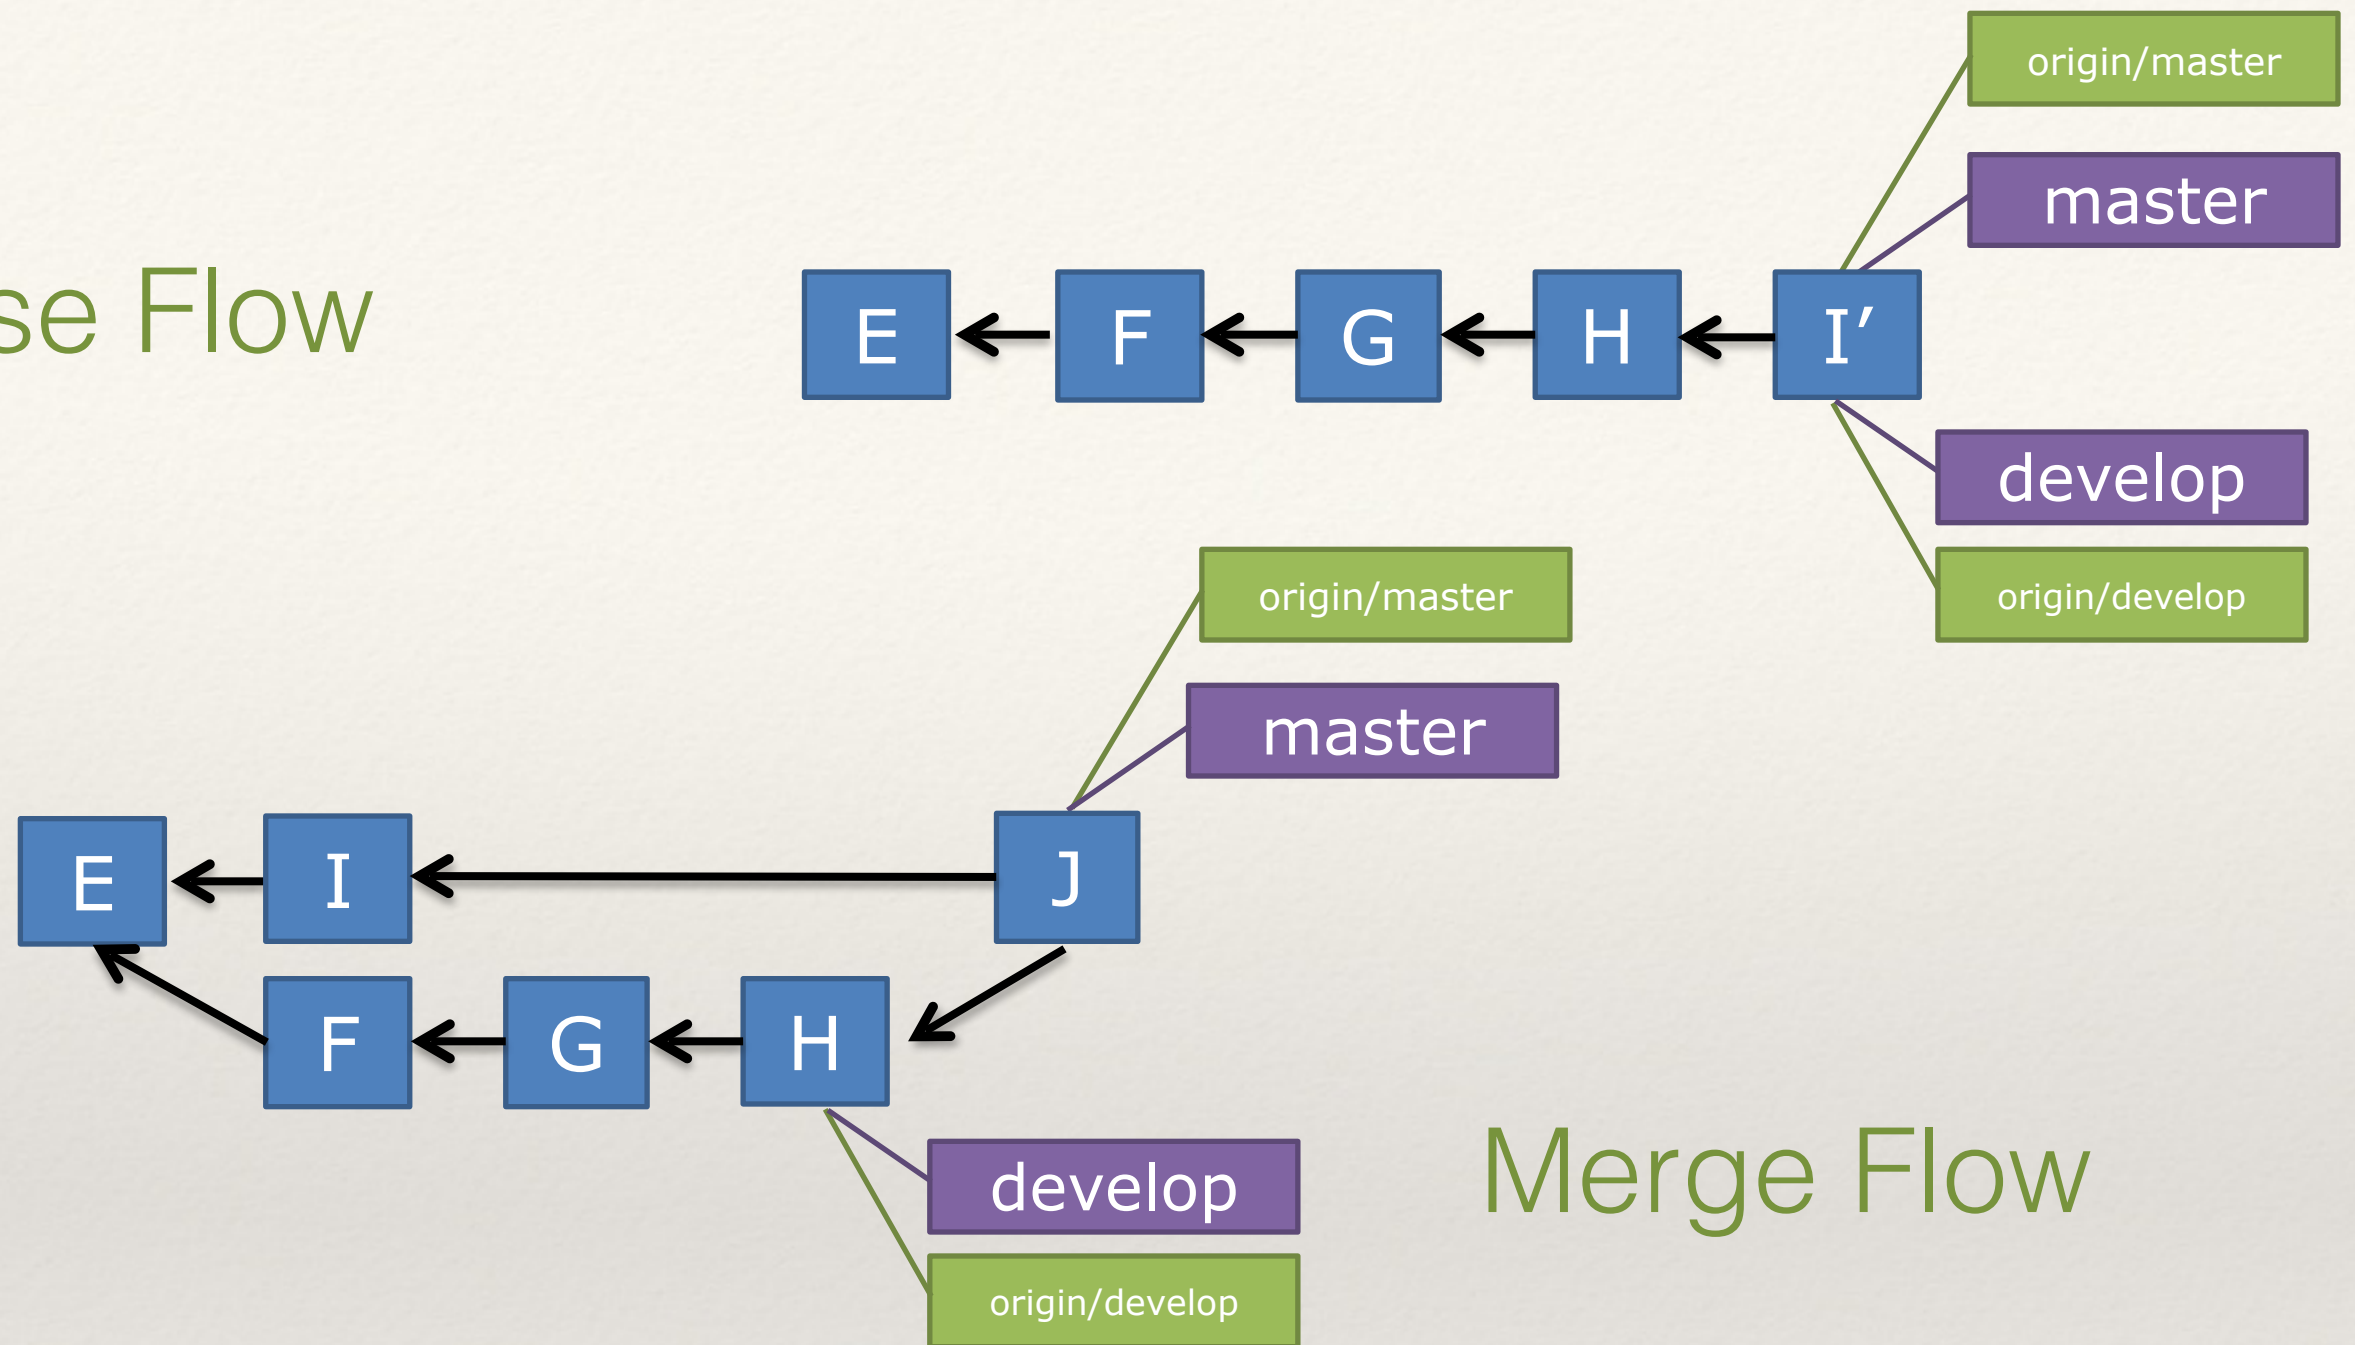 origin/master
master
se Flow
E
F
G
H
I’
develop
origin/develop
origin/master
master
E
I
J
F
G
H
develop
origin/develop
Merge Flow